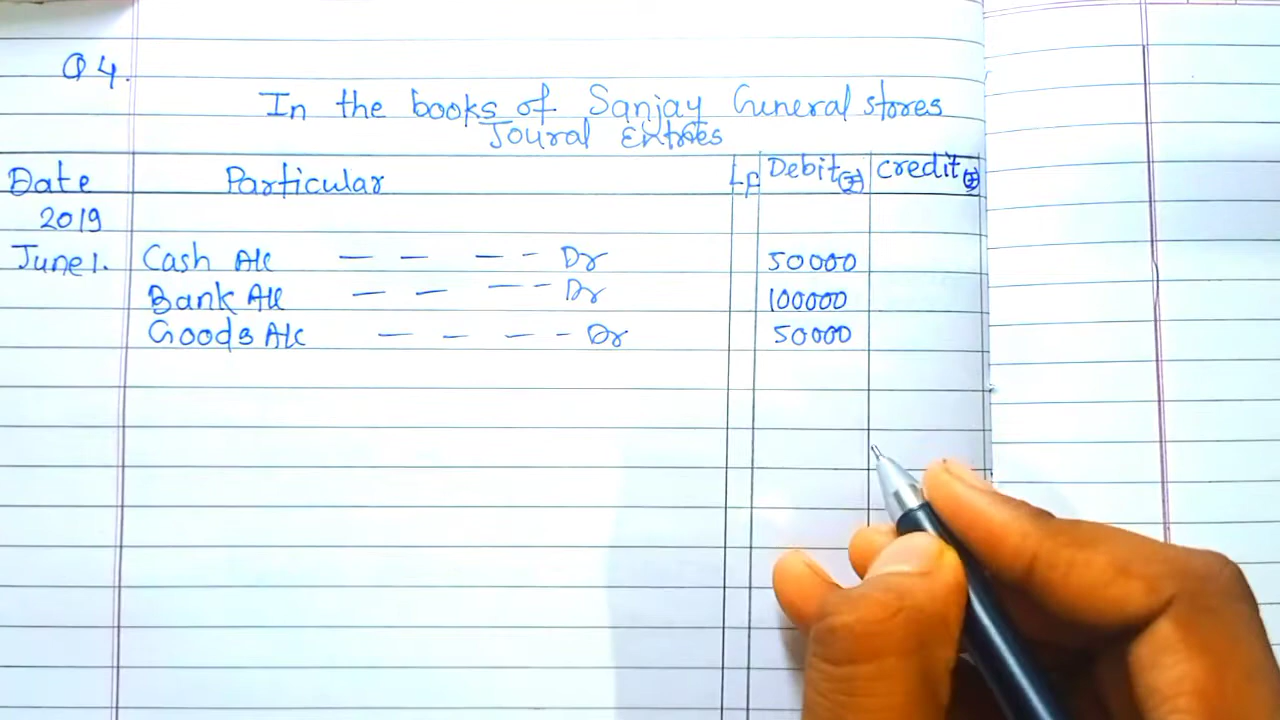 Q 4.
In the books of Sanjay General stores
Joural Entries
Date Particular LF Debit(₹) credit(₹)
2019
June 1. Cash A/c — — — — Dr 50000
Bank A/c — — — — Dr 100000
Goods A/c — — — — Dr 50000